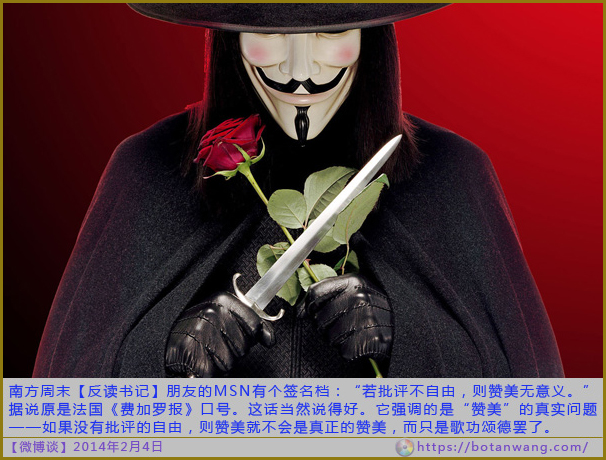 南方周末【反读书记】朋友的MSN有个签名档：“若批评不自由，则赞美无意义。”
据说原是法国《费加罗报》口号。这话当然说得好。它强调的是“赞美”的真实问题
——如果没有批评的自由，则赞美就不会是真正的赞美，而只是歌功颂德罢了。
【微博谈】2014年2月4日
https://botanwang.com/